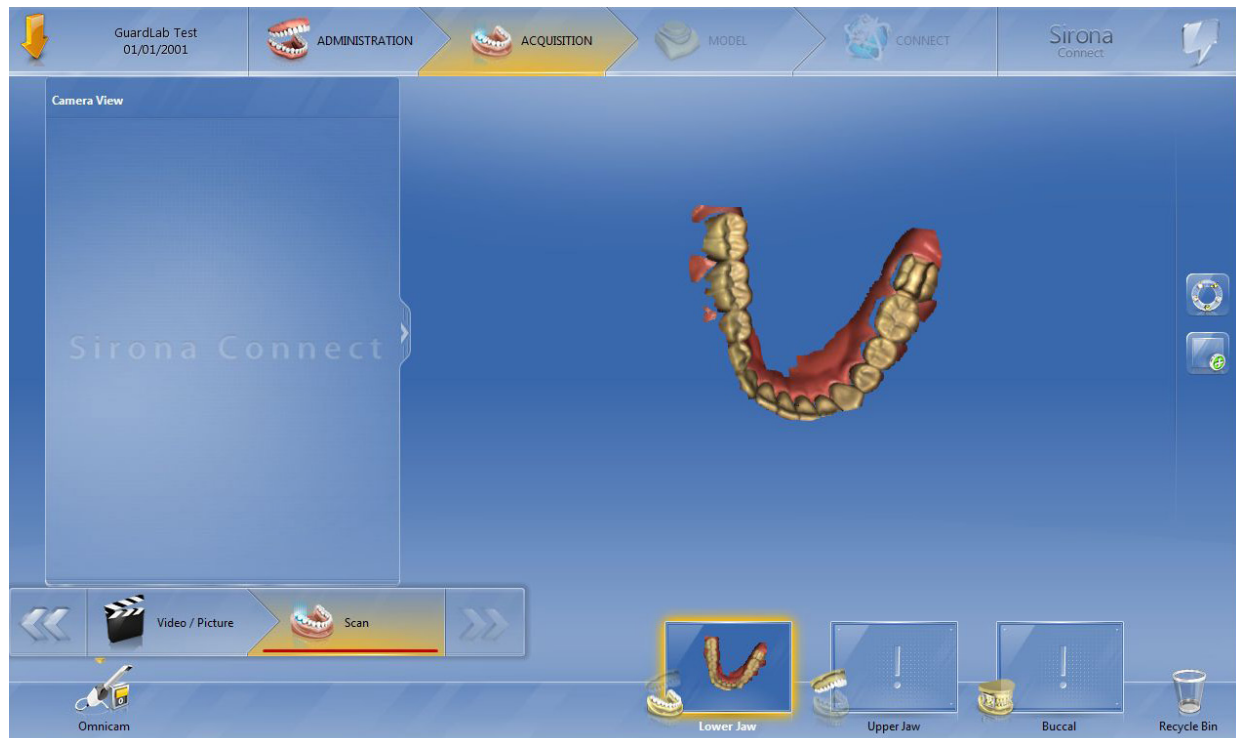 GuardLab Test
01/01/2001
ADMINISTRATION
ACQUISITION
MODEL
CONNECT
Sirona
Connect
Camera View
Sirona Connect
Video / Picture
Scan
Omnicam
Lower Jaw
Upper Jaw
Buccal
Recycle Bin